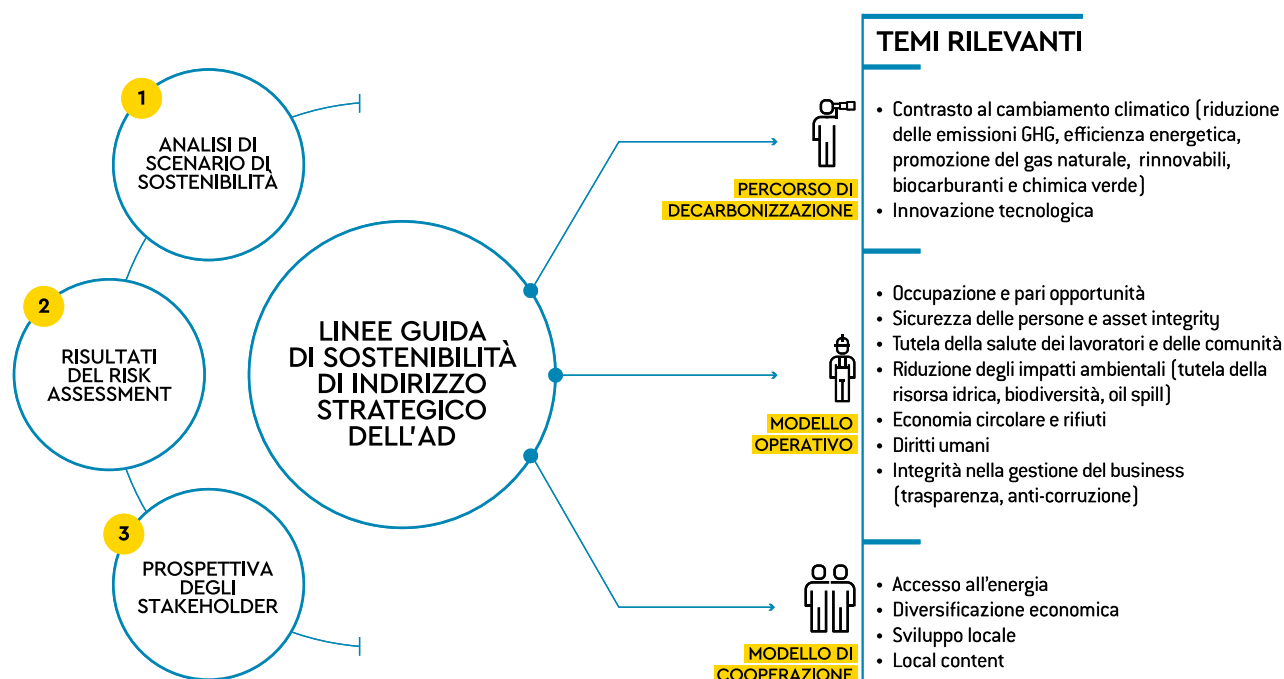 1
ANALISI DI
SCENARIO DI
SOSTENIBILITÀ
2
RISULTATI
DEL RISK
ASSESSMENT
3
PROSPETTIVA
DEGLI
STAKEHOLDER
LINEE GUIDA
DI SOSTENIBILITÀ
DI INDIRIZZO
STRATEGICO
DELL'AD
TEMI RILEVANTI
PERCORSO DI
DECARBONIZZAZIONE
• Contrasto al cambiamento climatico (riduzione
delle emissioni GHG, efficienza energetica,
promozione del gas naturale, rinnovabili,
biocarburanti e chimica verde)
• Innovazione tecnologica
MODELLO
OPERATIVO
• Occupazione e pari opportunità
• Sicurezza delle persone e asset integrity
• Tutela della salute dei lavoratori e delle comunità
• Riduzione degli impatti ambientali (tutela della
risorsa idrica, biodiversità, oil spill)
• Economia circolare e rifiuti
• Diritti umani
• Integrità nella gestione del business
(trasparenza, anti-corruzione)
MODELLO DI
COOPERAZIONE
• Accesso all'energia
• Diversificazione economica
• Sviluppo locale
• Local content